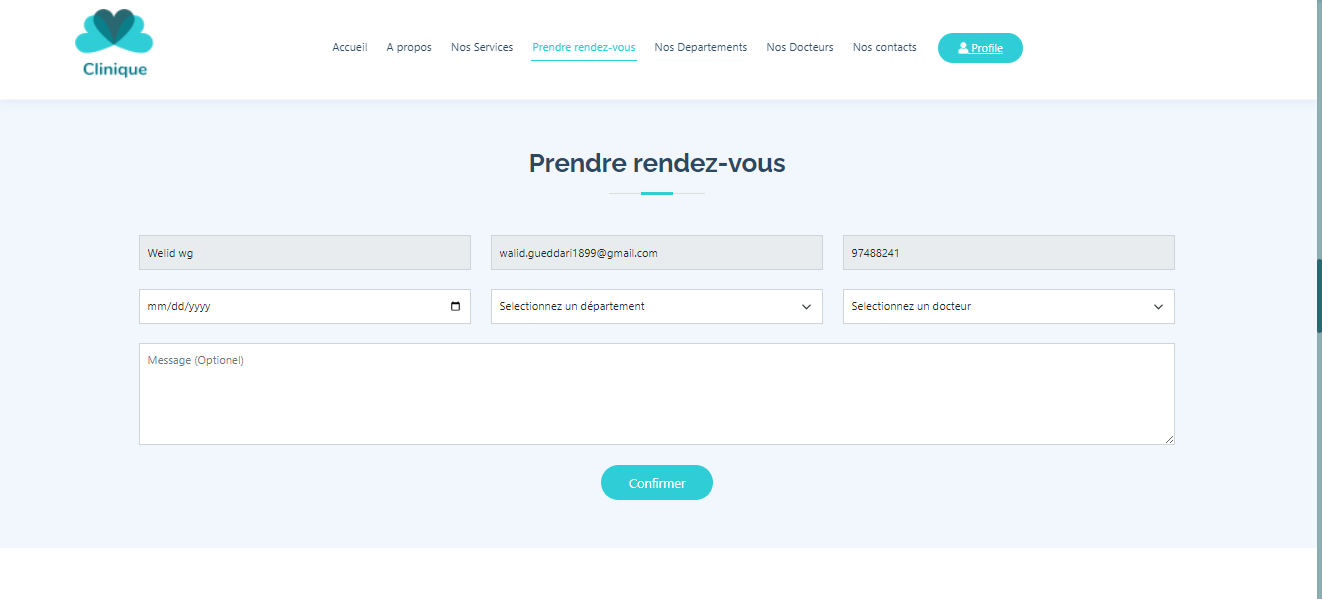 Clinique
Accueil A propos Nos Services Prendre rendez-vous Nos Departements Nos Docteurs Nos contacts Profile
Prendre rendez-vous
Welid wg walid.gueddari1899@gmail.com 97488241
mm/dd/yyyy Selectionnez un département Selectionnez un docteur
Message (Optionel)
Confirmer